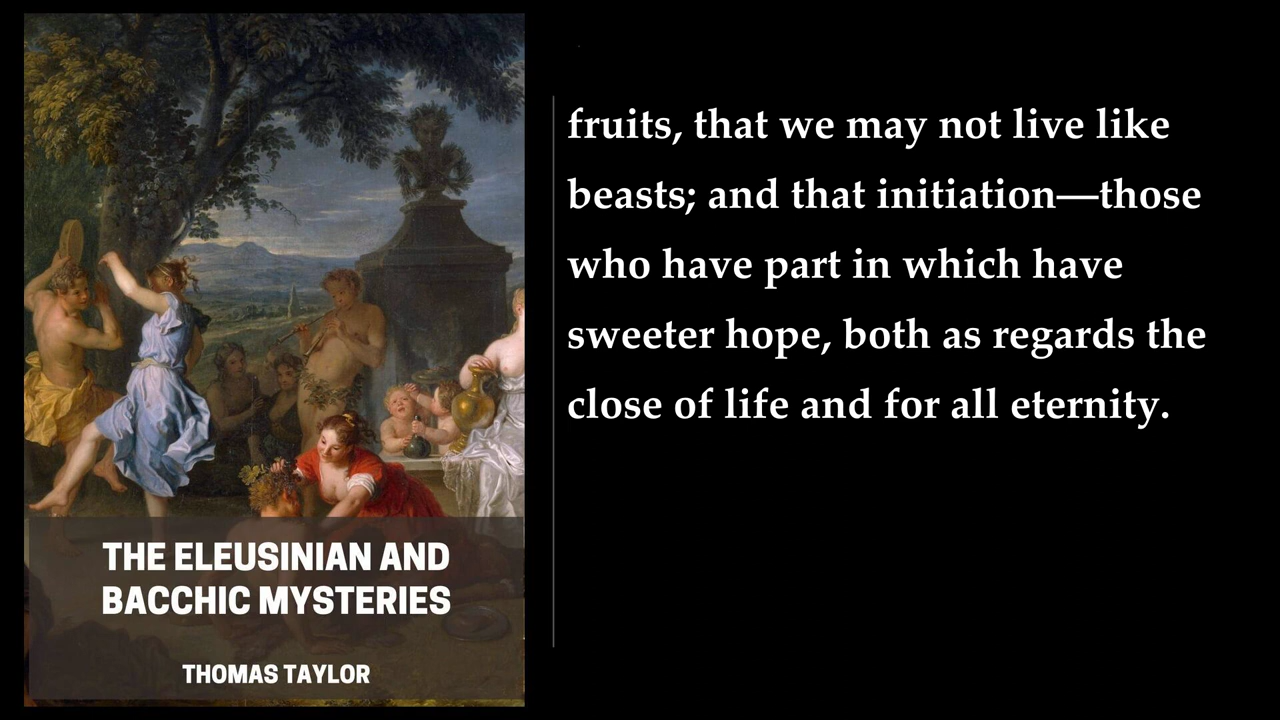 fruits, that we may not live like
beasts; and that initiation—those
who have part in which have
sweeter hope, both as regards the
close of life and for all eternity.
THE ELEUSINIAN AND
BACCHIC MYSTERIES
THOMAS TAYLOR